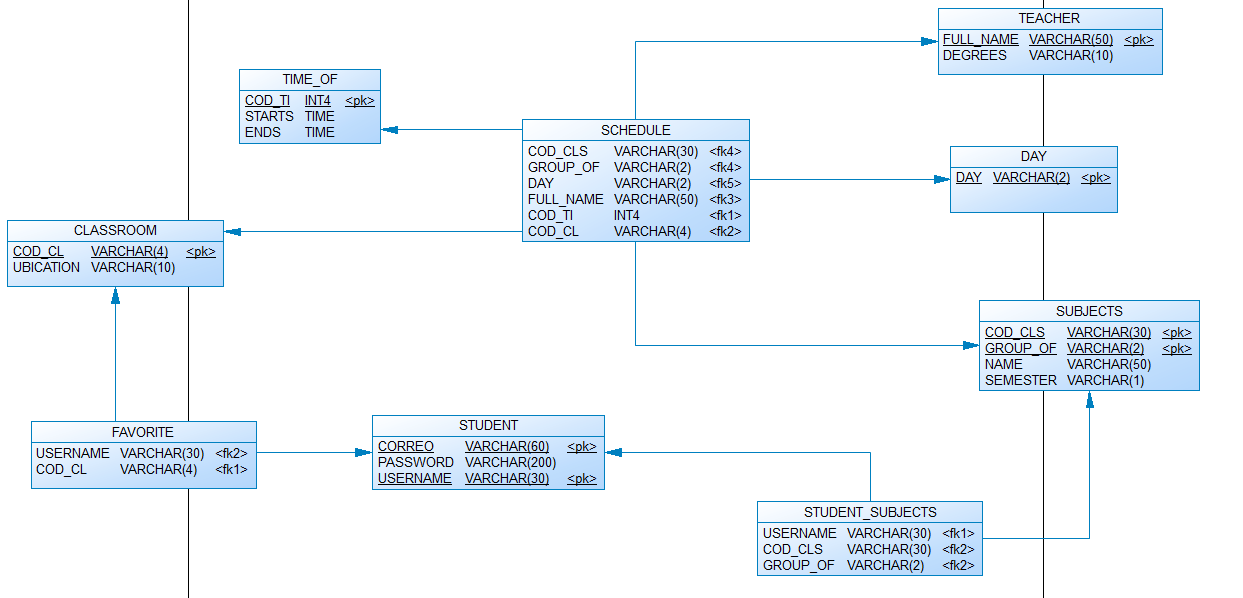 TEACHER
FULL_NAME VARCHAR(50) <pk>
DEGREES VARCHAR(10)
TIME_OF
COD_TI INT4 <pk>
STARTS TIME
ENDS TIME
SCHEDULE
COD_CLS VARCHAR(30) <fk4>
GROUP_OF VARCHAR(2) <fk4>
DAY VARCHAR(2) <fk5>
FULL_NAME VARCHAR(50) <fk3>
COD_TI INT4 <fk1>
COD_CL VARCHAR(4) <fk2>
DAY
DAY VARCHAR(2) <pk>
CLASSROOM
COD_CL VARCHAR(4) <pk>
UBICATION VARCHAR(10)
SUBJECTS
COD_CLS VARCHAR(30) <pk>
GROUP_OF VARCHAR(2) <pk>
NAME VARCHAR(50)
SEMESTER VARCHAR(1)
FAVORITE
USERNAME VARCHAR(30) <fk2>
COD_CL VARCHAR(4) <fk1>
STUDENT
CORREO VARCHAR(60) <pk>
PASSWORD VARCHAR(200)
USERNAME VARCHAR(30) <pk>
STUDENT_SUBJECTS
USERNAME VARCHAR(30) <fk1>
COD_CLS VARCHAR(30) <fk2>
GROUP_OF VARCHAR(2) <fk2>